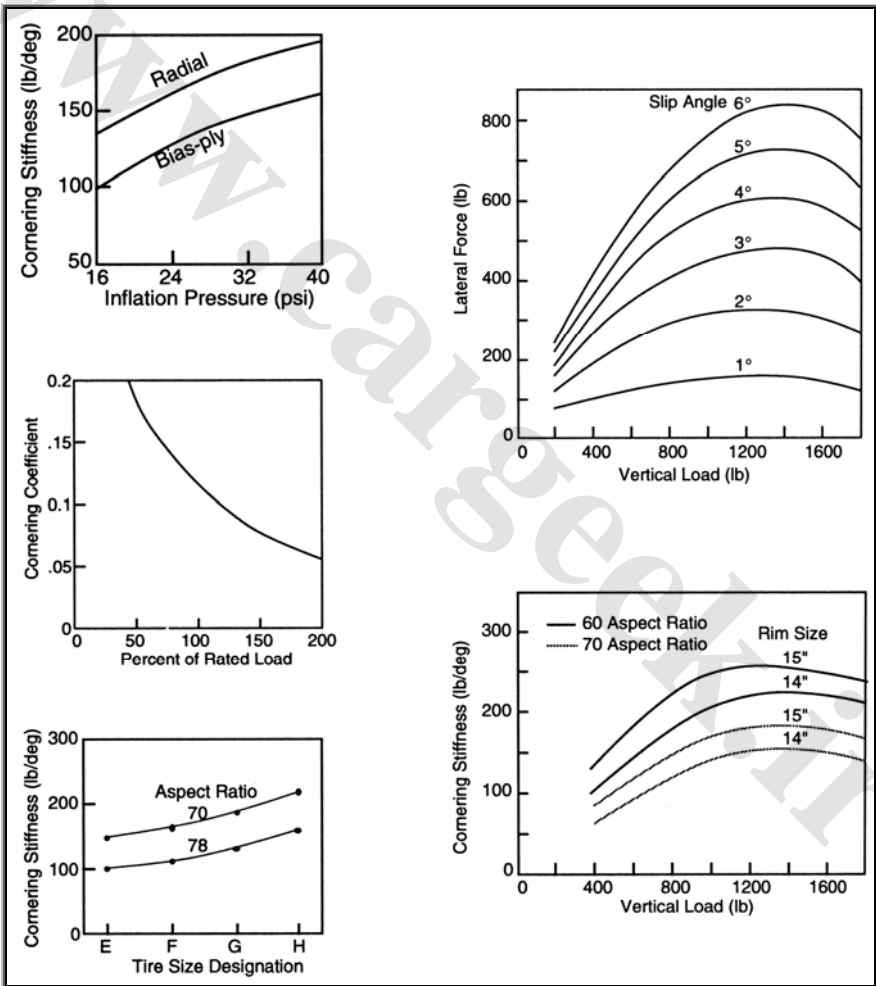 200
150
100
50
Cornering Stiffness (lb/deg)
Radial
Bias-ply
16 24 32 40
Inflation Pressure (psi)
0.2
.15
0.1
.05
0
Cornering Coefficient
0 50 100 150 200
Percent of Rated Load
300
200
100
0
Cornering Stiffness (lb/deg)
Aspect Ratio
70
78
E F G H
Tire Size Designation
800
600
400
200
0
Lateral Force (lb)
Slip Angle 6°
5°
4°
3°
2°
1°
0 400 800 1200 1600
Vertical Load (lb)
300
200
100
0
Cornering Stiffness (lb/deg)
60 Aspect Ratio
70 Aspect Ratio
Rim Size
15"
14"
15"
14"
0 400 800 1200 1600
Vertical Load (lb)
www.cargeek.ir